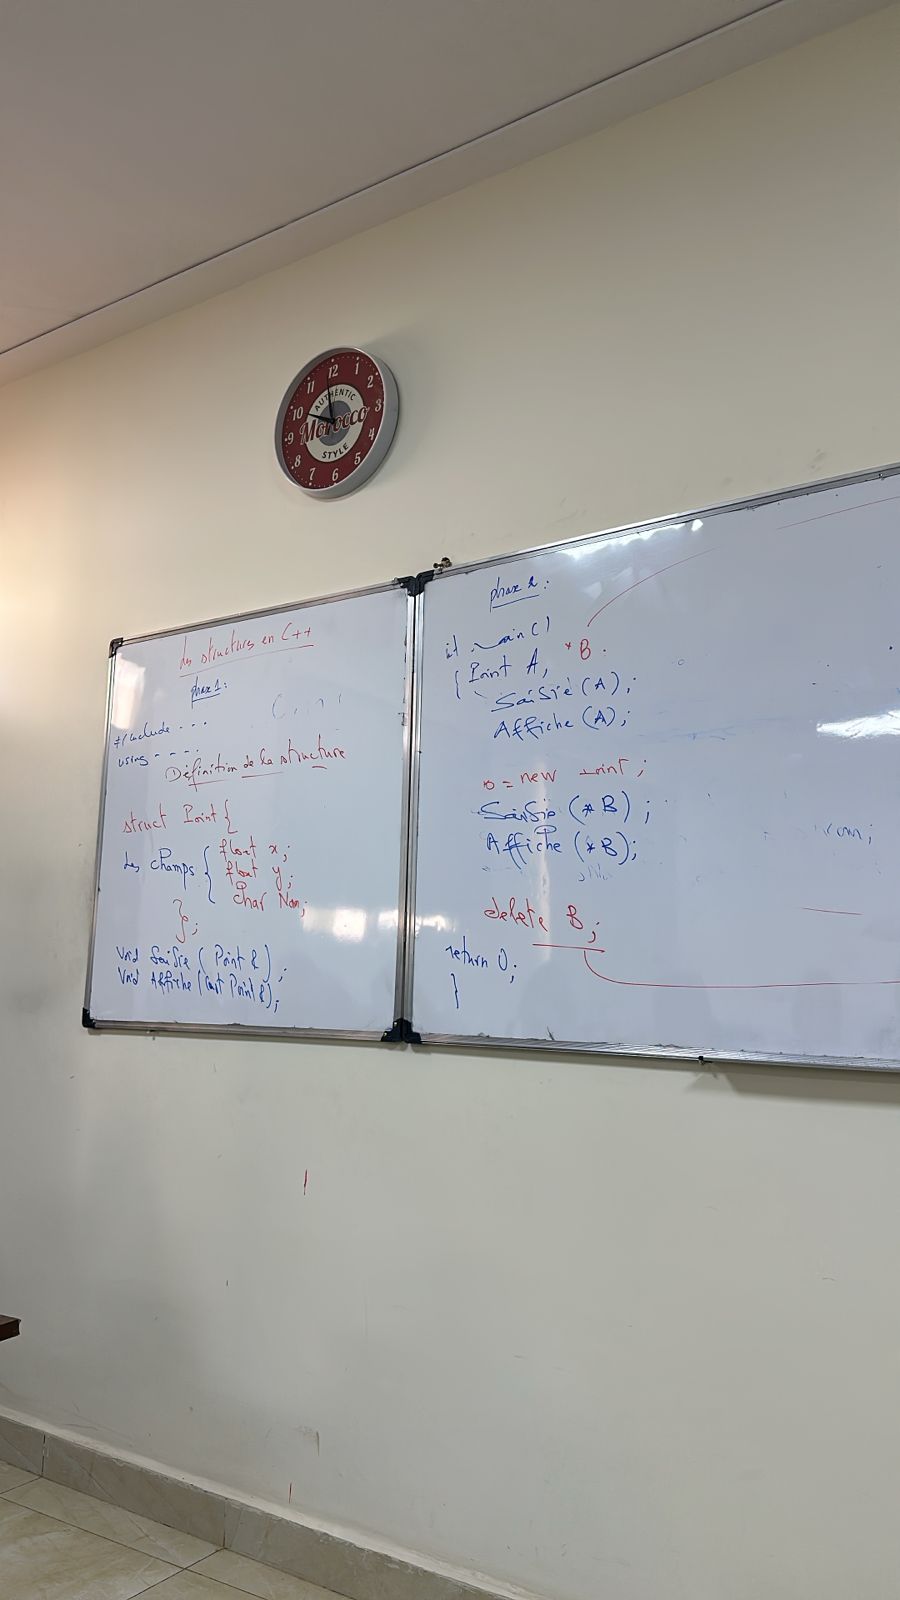 12
1
2
3
4
5
6
7
8
9
10
11
AUTHENTIC
Morocco
STYLE
Les structures en C++
phase 1:
#include - - -
using - - - -
Définition de la structure
struct Point {
Les champs { float x;
float y;
char Nom;
};
void Saisie ( Point & );
void Affiche (const Point &);
phase 2:
main()
{ Point A, *B.
Saisie (A);
Affiche (A);
= new
Saisie (*B);
Affiche (*B);
delete B;
return 0;
}